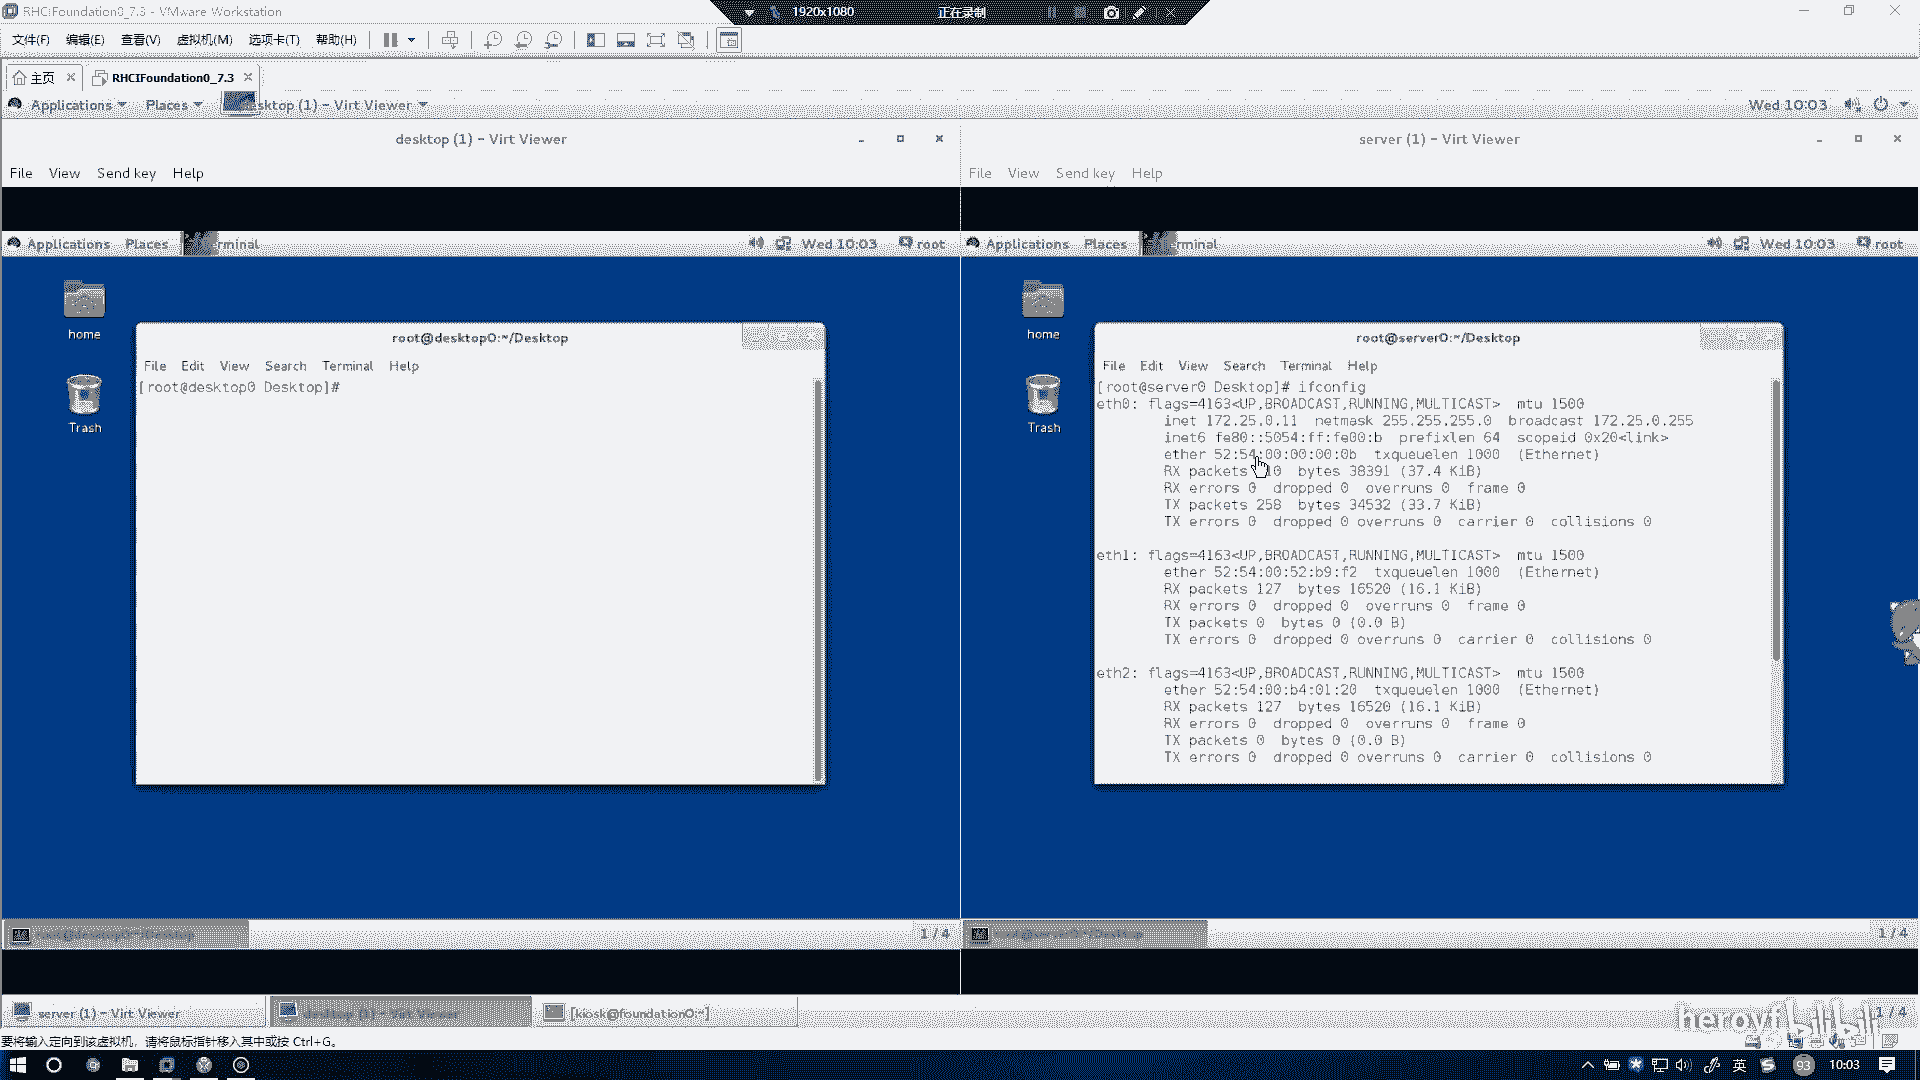 RHCIFoundation0_7.3 - VMware Workstation
1920x1080
正在录制
文件(F) 编辑(E) 查看(V) 虚拟机(M) 选项卡(T) 帮助(H)
主页
RHCIFoundation0_7.3
Applications Places desktop (1) – Virt Viewer
Wed 10:03
desktop (1) – Virt Viewer
File View Send key Help
Applications Places Terminal
Wed 10:03 root
home
Trash
root@desktop0:~/Desktop
File Edit View Search Terminal Help
[root@desktop0 Desktop]#
root@desktop0:~/Desktop
1 / 4
server (1) – Virt Viewer
File View Send key Help
Applications Places Terminal
Wed 10:03 root
home
Trash
root@server0:~/Desktop
File Edit View Search Terminal Help
[root@server0 Desktop]# ifconfig
eth0: flags=4163<UP,BROADCAST,RUNNING,MULTICAST> mtu 1500
inet 172.25.0.11 netmask 255.255.255.0 broadcast 172.25.0.255
inet6 fe80::5054:ff:fe00:b prefixlen 64 scopeid 0x20<link>
ether 52:54:00:00:00:0b txqueuelen 1000 (Ethernet)
RX packets 10 bytes 38391 (37.4 KiB)
RX errors 0 dropped 0 overruns 0 frame 0
TX packets 258 bytes 34532 (33.7 KiB)
TX errors 0 dropped 0 overruns 0 carrier 0 collisions 0
eth1: flags=4163<UP,BROADCAST,RUNNING,MULTICAST> mtu 1500
ether 52:54:00:52:b9:f2 txqueuelen 1000 (Ethernet)
RX packets 127 bytes 16520 (16.1 KiB)
RX errors 0 dropped 0 overruns 0 frame 0
TX packets 0 bytes 0 (0.0 B)
TX errors 0 dropped 0 overruns 0 carrier 0 collisions 0
eth2: flags=4163<UP,BROADCAST,RUNNING,MULTICAST> mtu 1500
ether 52:54:00:b4:01:20 txqueuelen 1000 (Ethernet)
RX packets 127 bytes 16520 (16.1 KiB)
RX errors 0 dropped 0 overruns 0 frame 0
TX packets 0 bytes 0 (0.0 B)
TX errors 0 dropped 0 overruns 0 carrier 0 collisions 0
root@server0:~/Desktop
1 / 4
server (1) – Virt Viewer
desktop (1) – Virt Viewer
[kiosk@foundation0:~]
1 / 4
bilibili
要将输入定向到该虚拟机，请将鼠标指针移入其中或按 Ctrl+G。
英
93
10:03